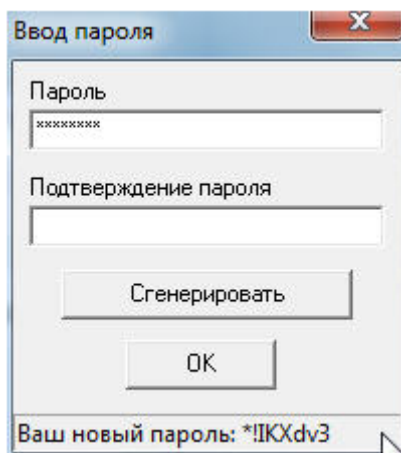 Ввод пароля
Пароль
********
Подтверждение пароля
Сгенерировать
OK
Ваш новый пароль: *!IKXdv3